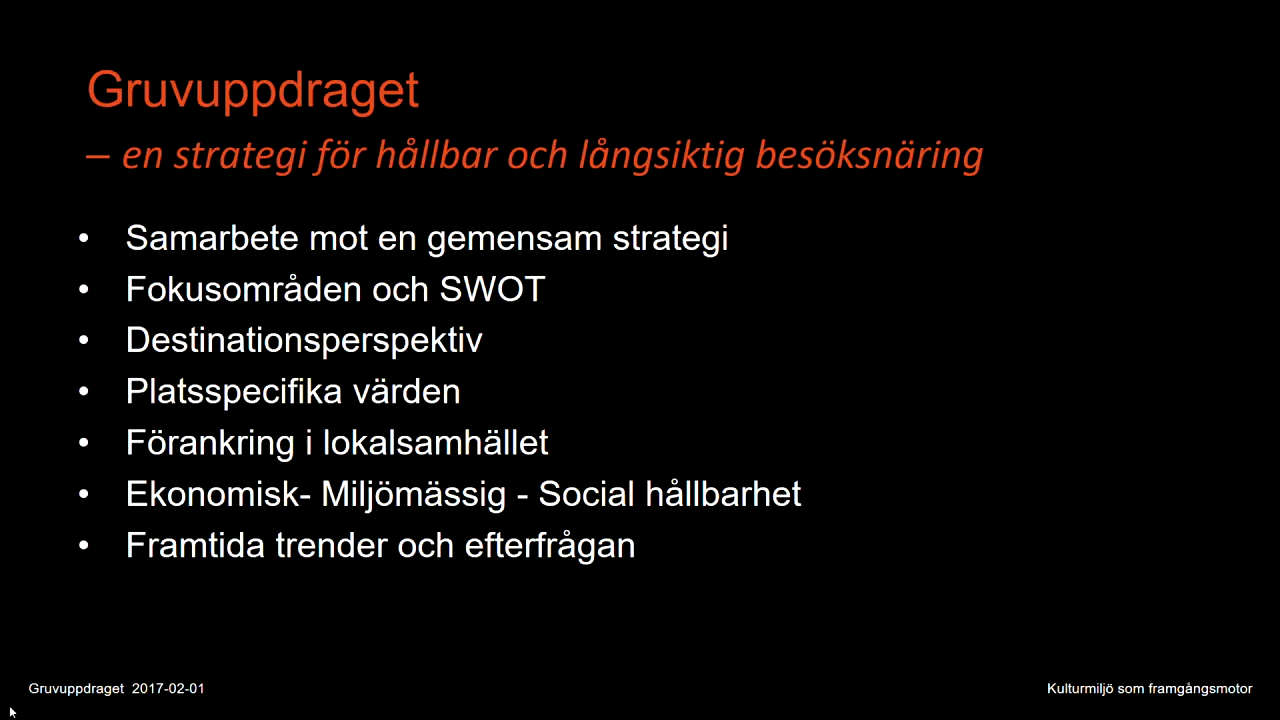 Gruvuppdraget
– en strategi för hållbar och långsiktig besöksnäring
• Samarbete mot en gemensam strategi
• Fokusområden och SWOT
• Destinationsperspektiv
• Platsspecifika värden
• Förankring i lokalsamhället
• Ekonomisk- Miljömässig - Social hållbarhet
• Framtida trender och efterfrågan
Gruvuppdraget 2017-02-01
Kulturmiljö som framgångsmotor